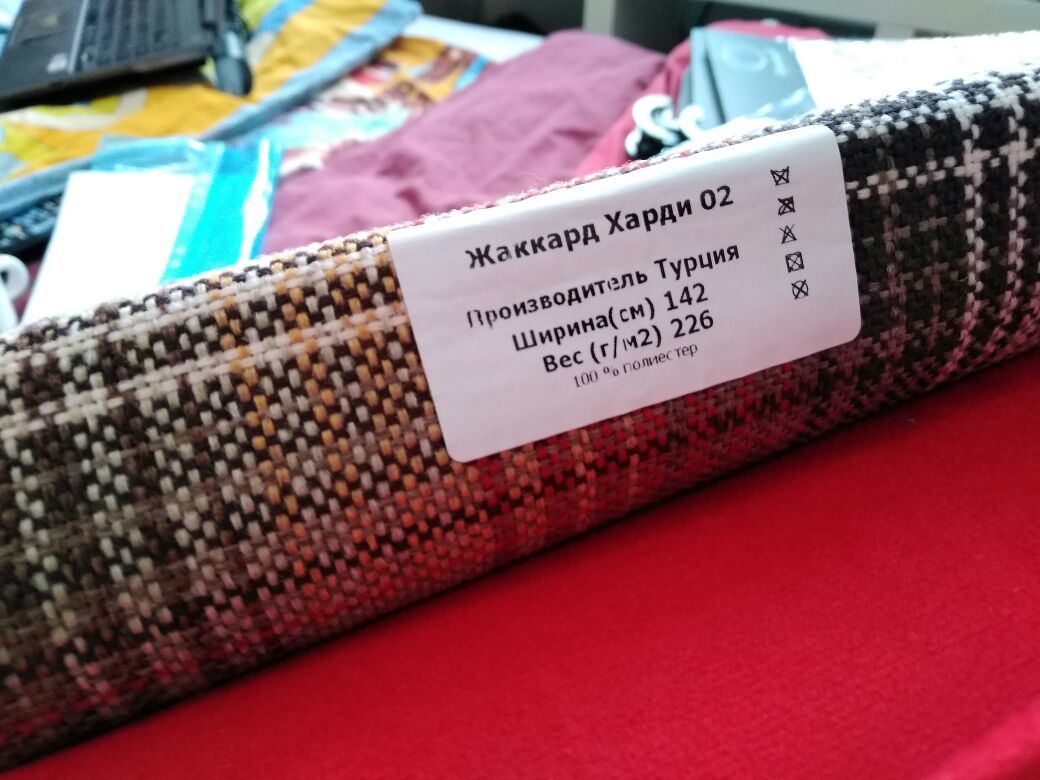 Жаккард Харди 02
Производитель Турция
Ширина(см) 142
Вес (г/м2) 226
100 % полиестер